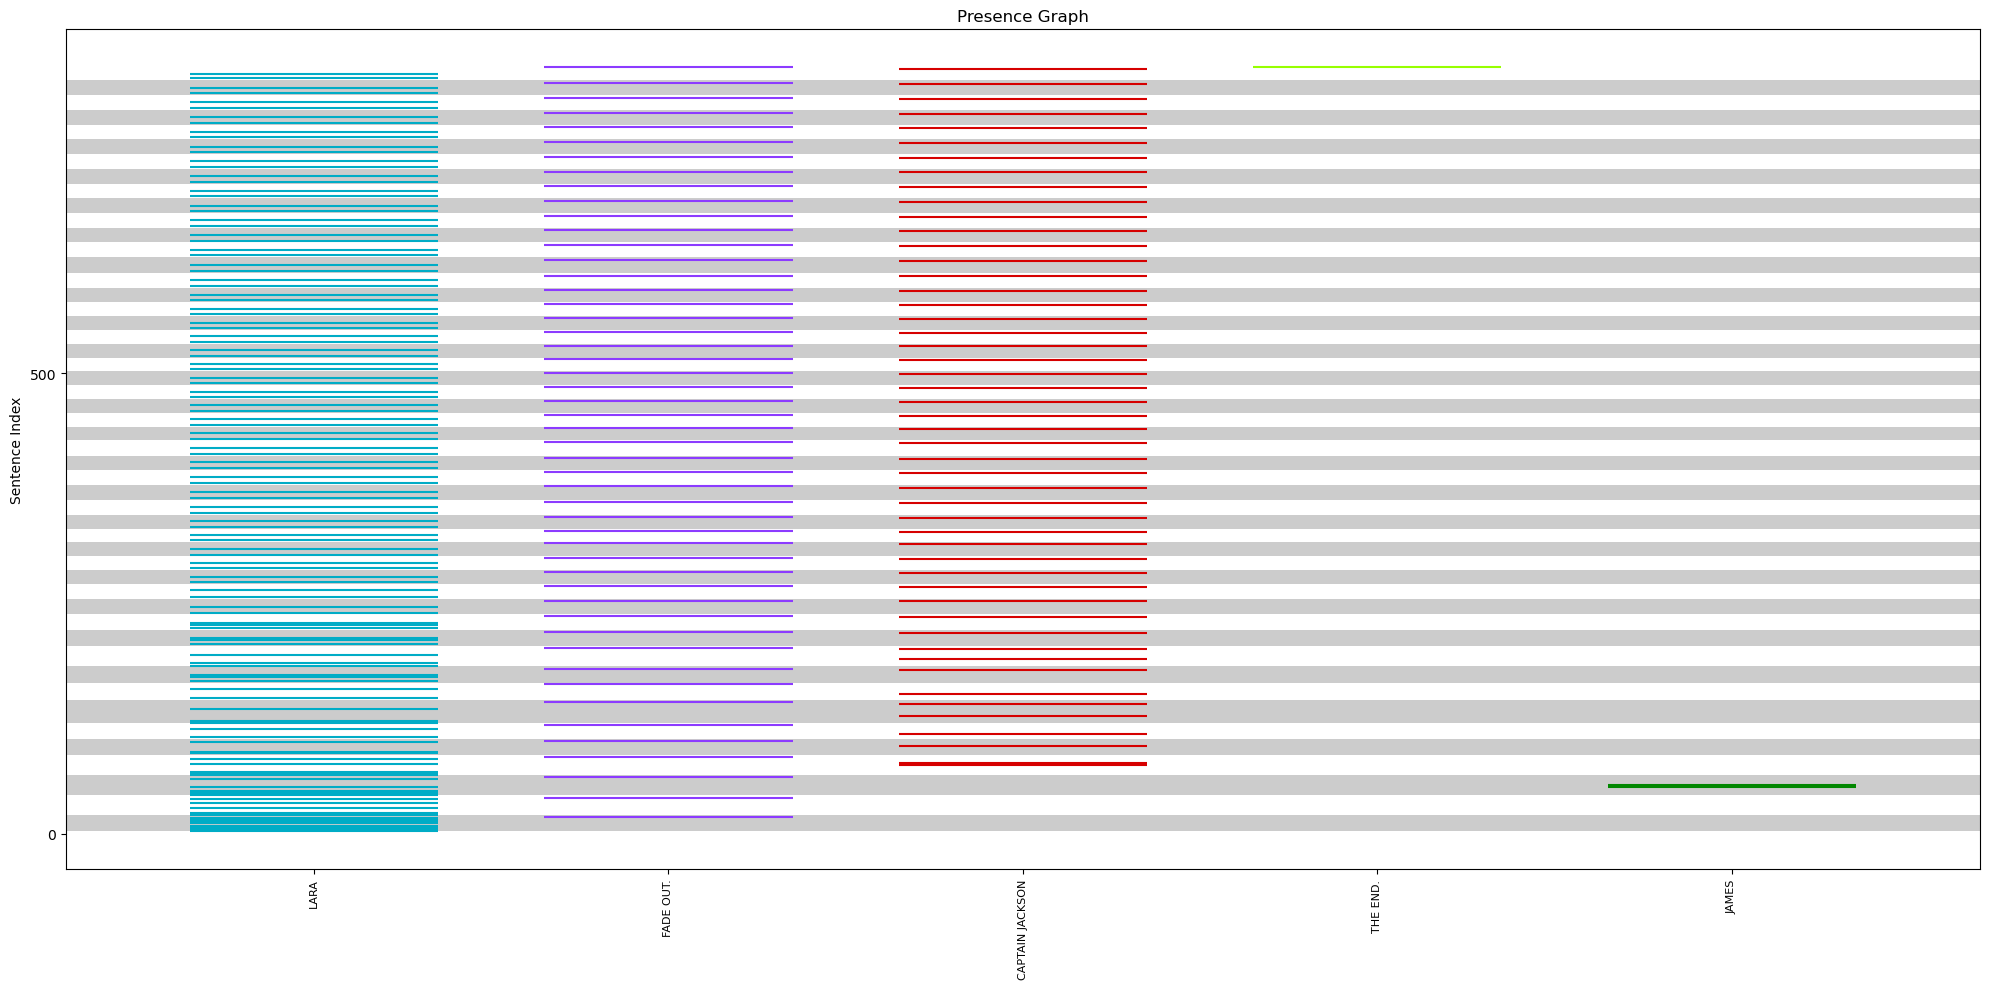 Presence Graph
Sentence Index
500
0
LARA
FADE OUT.
CAPTAIN JACKSON
THE END.
JAMES